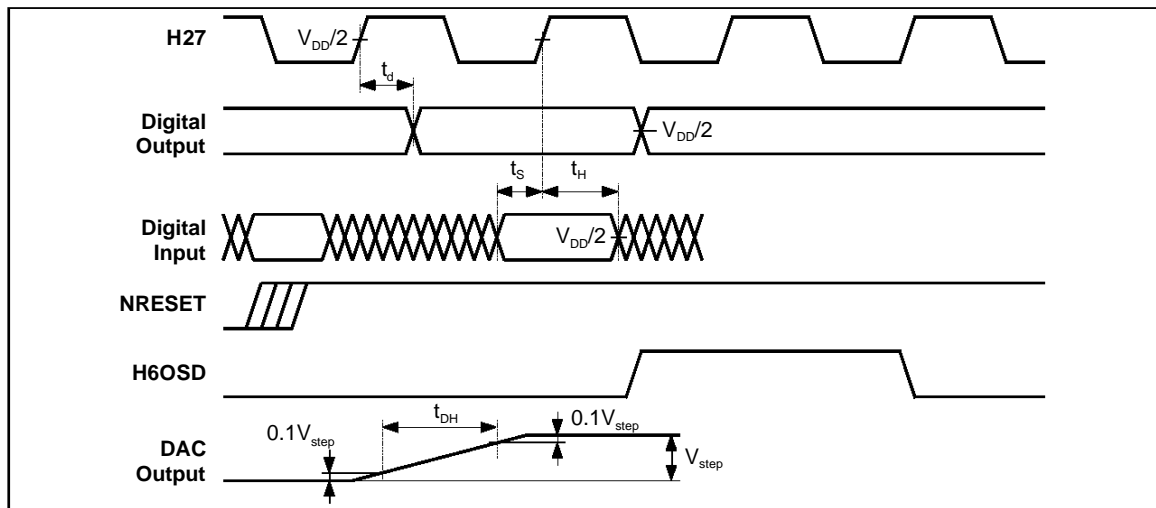 H27
V_DD/2
t_d
Digital
Output
V_DD/2
t_S
t_H
Digital
Input
V_DD/2
NRESET
H6OSD
t_DH
0.1V_step
0.1V_step
DAC
Output
V_step